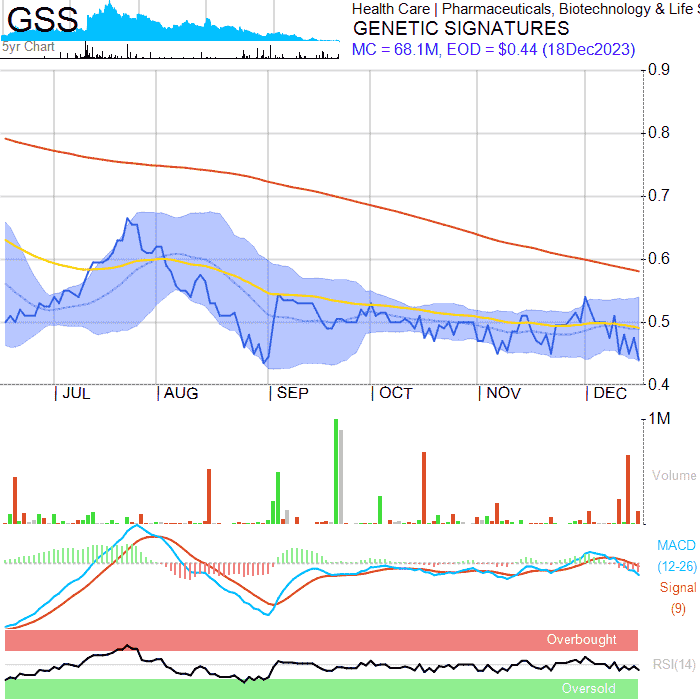 GSS
5yr Chart
Health Care | Pharmaceuticals, Biotechnology & Life S
GENETIC SIGNATURES
MC = 68.1M, EOD = $0.44 (18Dec2023)
0.9
0.8
0.7
0.6
0.5
0.4
| JUL | AUG | SEP | OCT | NOV | DEC
1M
Volume
MACD
(12-26)
Signal
(9)
Overbought
RSI(14)
Oversold